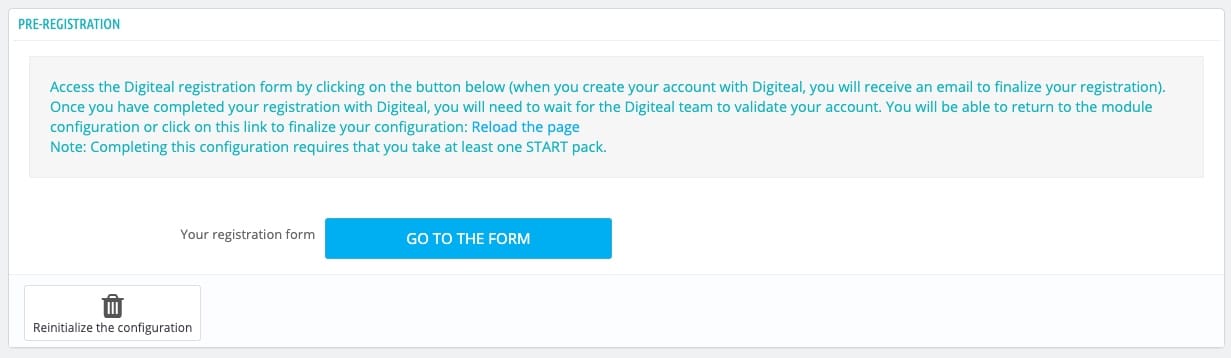 PRE-REGISTRATION
Access the Digiteal registration form by clicking on the button below (when you create your account with Digiteal, you will receive an email to finalize your registration).
Once you have completed your registration with Digiteal, you will need to wait for the Digiteal team to validate your account. You will be able to return to the module
configuration or click on this link to finalize your configuration: Reload the page
Note: Completing this configuration requires that you take at least one START pack.
Your registration form
GO TO THE FORM
Reinitialize the configuration